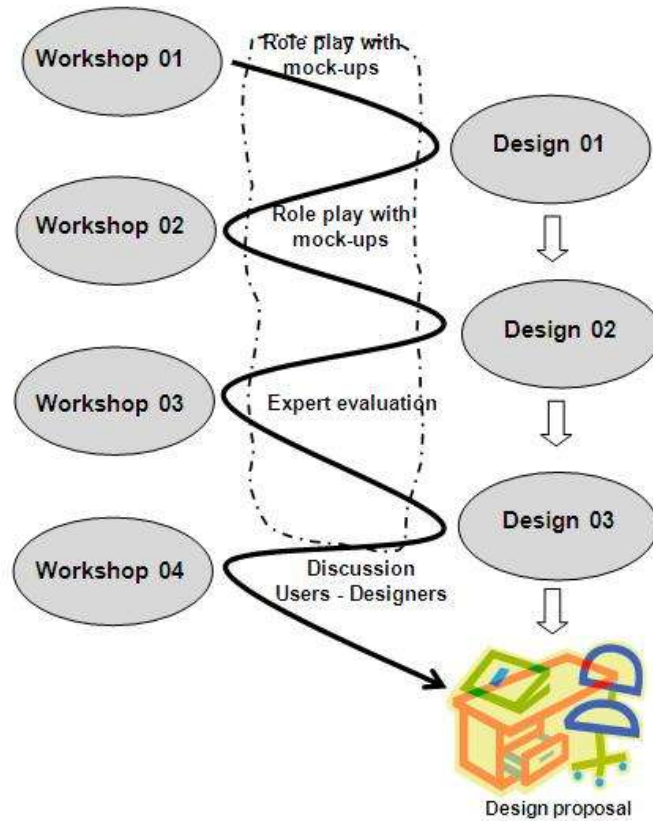 Workshop 01
Role play with
mock-ups
Design 01
Workshop 02
Role play with
mock-ups
Design 02
Workshop 03
Expert evaluation
Design 03
Workshop 04
Discussion
Users - Designers
Design proposal